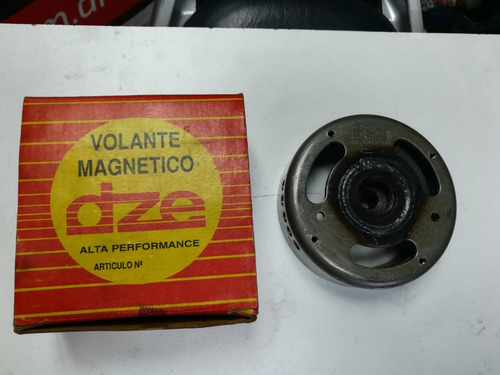 VOLANTE
MAGNETICO
dze
ALTA PERFORMANCE
ARTICULO Nº